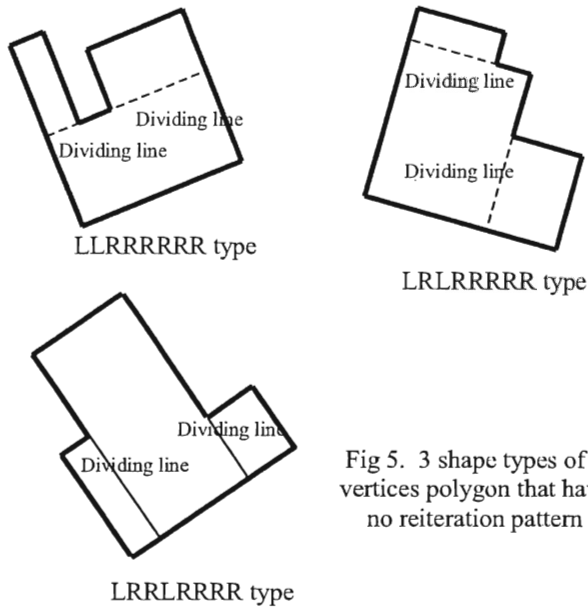 Dividing line
Dividing line
LLRRRRRR type
Dividing line
Dividing line
LRLRRRRR type
Dividing line
Dividing line
LRRLRRRR type
Fig 5. 3 shape types of
vertices polygon that hav
no reiteration pattern